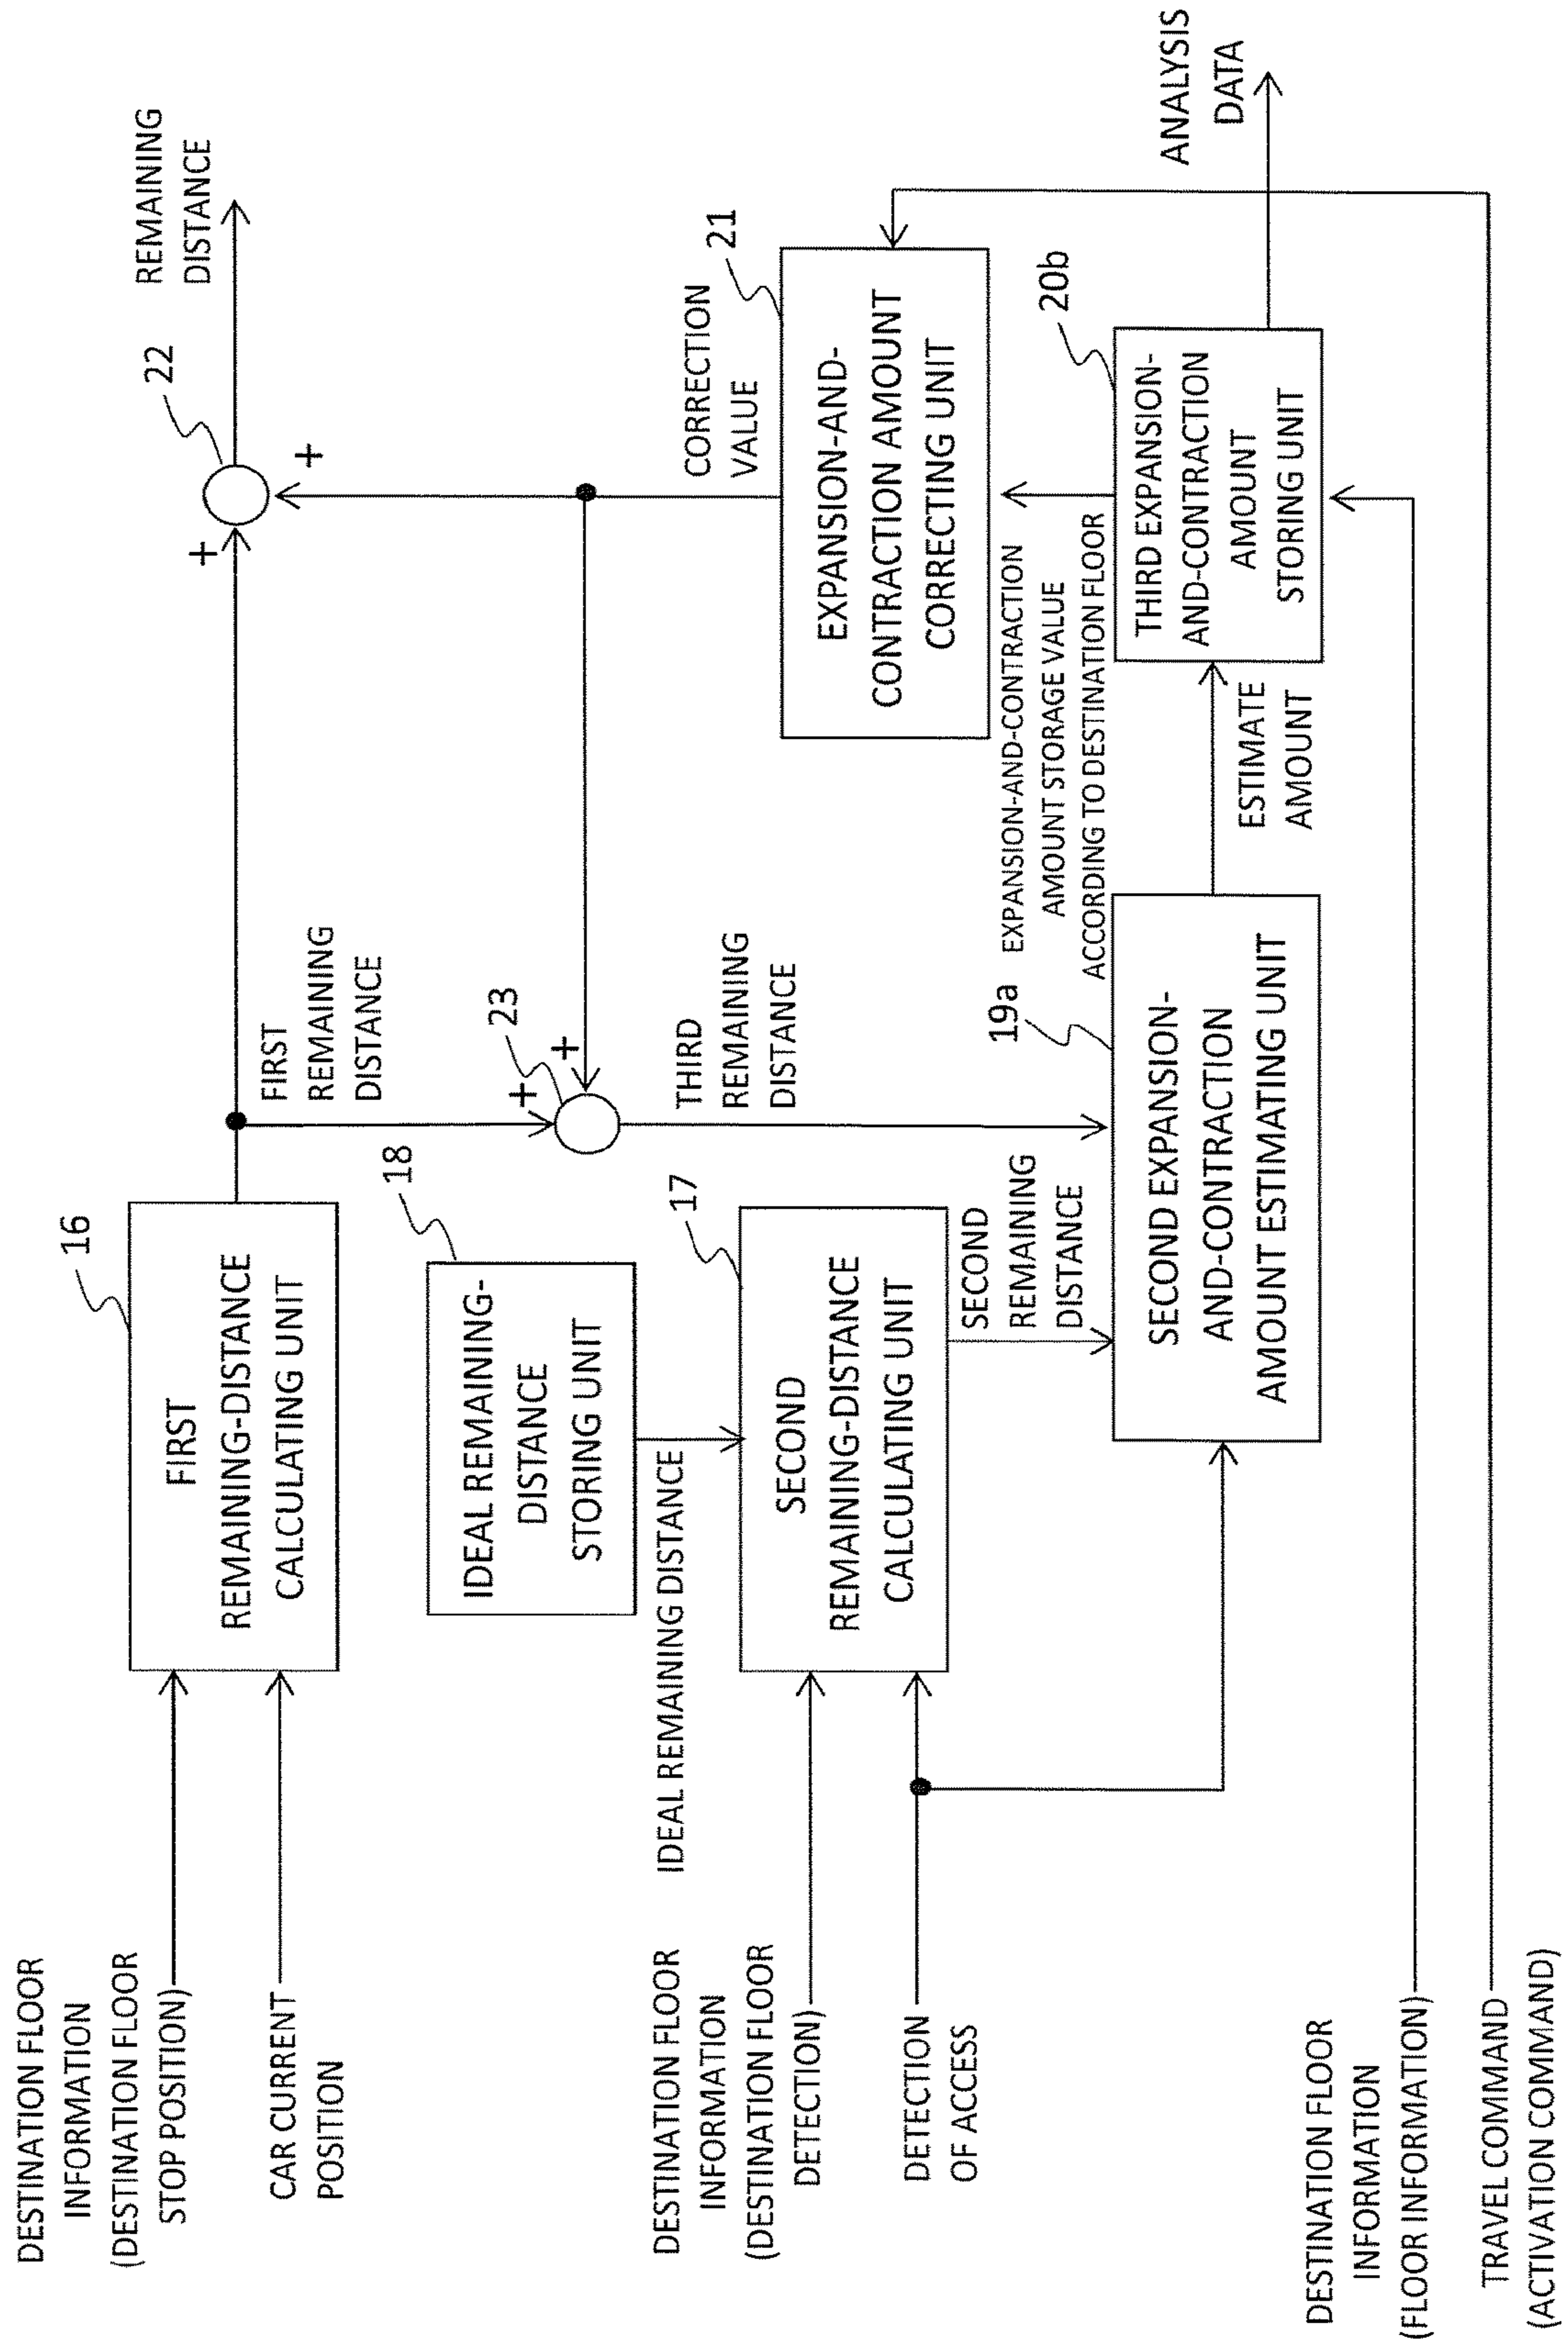 DESTINATION FLOOR
INFORMATION
(DESTINATION FLOOR
STOP POSITION)
CAR CURRENT
POSITION
16
FIRST
REMAINING-DISTANCE
CALCULATING UNIT
FIRST
REMAINING
DISTANCE
+
+
22
REMAINING
DISTANCE
18
IDEAL REMAINING-
DISTANCE
STORING UNIT
IDEAL REMAINING DISTANCE
23
+
+
THIRD
REMAINING
DISTANCE
DESTINATION FLOOR
INFORMATION
(DESTINATION FLOOR
DETECTION)
DETECTION
OF ACCESS
17
SECOND
REMAINING-DISTANCE
CALCULATING UNIT
SECOND
REMAINING
DISTANCE
CORRECTION
VALUE
21
EXPANSION-AND-
CONTRACTION AMOUNT
CORRECTING UNIT
EXPANSION-AND-CONTRACTION
AMOUNT STORAGE VALUE
ACCORDING TO DESTINATION FLOOR
19a
SECOND EXPANSION-
AND-CONTRACTION
AMOUNT ESTIMATING UNIT
ESTIMATE
AMOUNT
20b
THIRD EXPANSION-
AND-CONTRACTION
AMOUNT
STORING UNIT
ANALYSIS
DATA
DESTINATION FLOOR
INFORMATION
(FLOOR INFORMATION)
TRAVEL COMMAND
(ACTIVATION COMMAND)